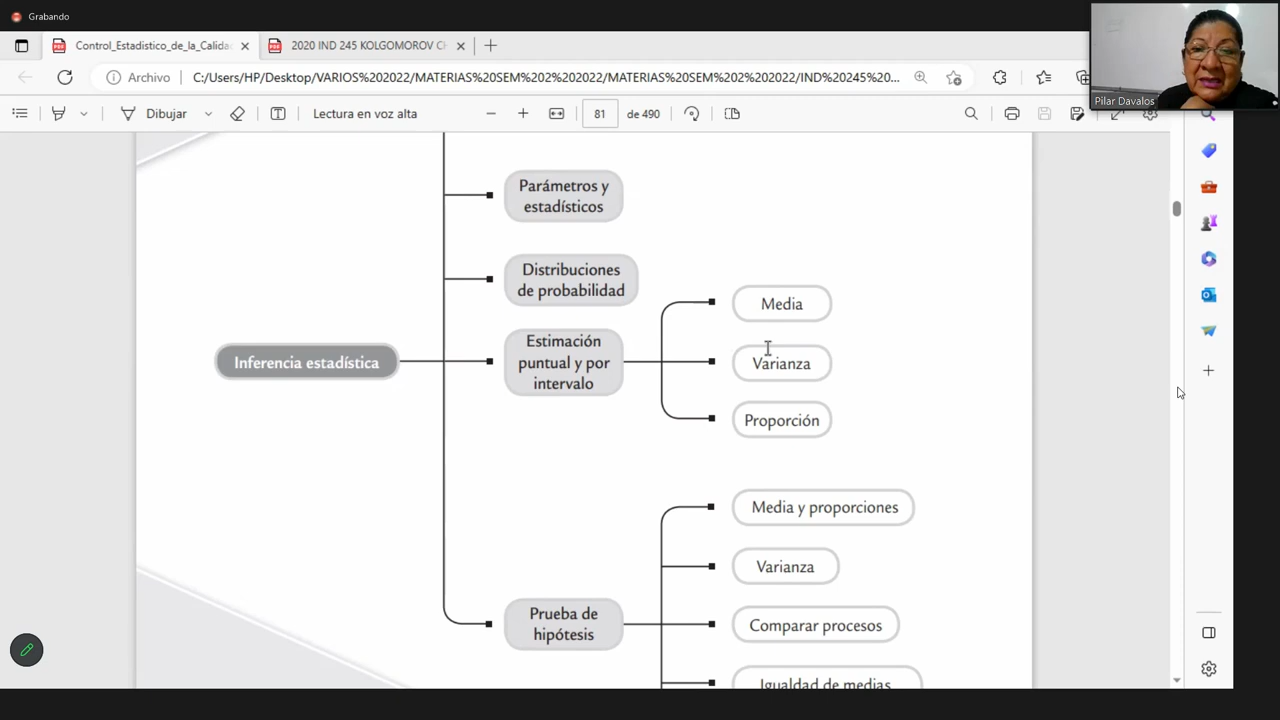 Grabando
Control_Estadistico_de_la_Calida
2020 IND 245 KOLGOMOROV CH
Archivo
C:/Users/HP/Desktop/VARIOS%202022/MATERIAS%20SEM%202%202022/MATERIAS%20SEM%202%202022/IND%20245%20...
Dibujar
Lectura en voz alta
81
de 490
Pilar Davalos
Parámetros y
estadísticos
Distribuciones
de probabilidad
Inferencia estadística
Estimación
puntual y por
intervalo
Media
Varianza
Proporción
Prueba de
hipótesis
Media y proporciones
Varianza
Comparar procesos
Igualdad de medias